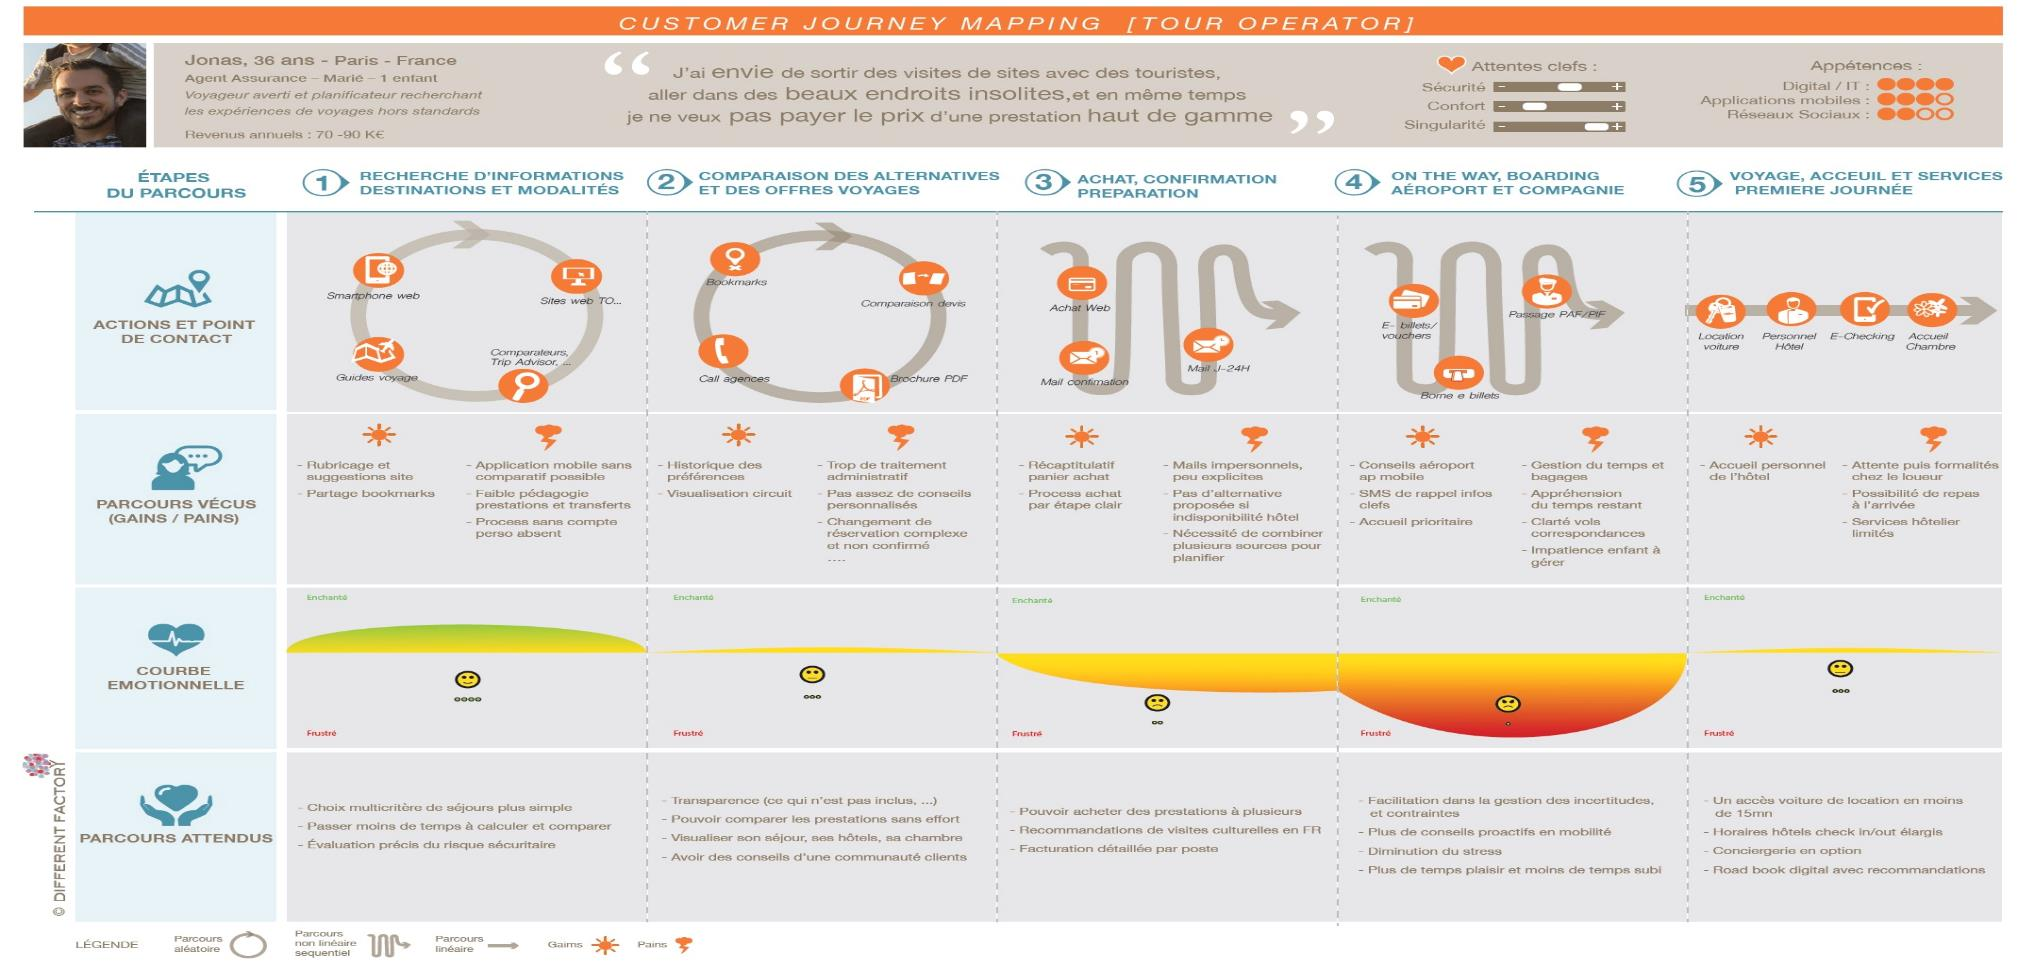 CUSTOMER JOURNEY MAPPING [TOUR OPERATOR]
Jonas, 36 ans - Paris - France
Agent Assurance – Marié – 1 enfant
Voyageur averti et planificateur recherchant
les expériences de voyages hors standards
Revenus annuels : 70 -90 K€
“ J’ai envie de sortir des visites de sites avec des touristes,
aller dans des beaux endroits insolites,et en même temps
je ne veux pas payer le prix d’une prestation haut de gamme ”
Attentes clefs :
Sécurité - +
Confort - +
Singularité - +
Appétences :
Digital / IT :
Applications mobiles :
Réseaux Sociaux :
ÉTAPES
DU PARCOURS
1 RECHERCHE D’INFORMATIONS
DESTINATIONS ET MODALITÉS
2 COMPARAISON DES ALTERNATIVES
ET DES OFFRES VOYAGES
3 ACHAT, CONFIRMATION
PREPARATION
4 ON THE WAY, BOARDING
AÉROPORT ET COMPAGNIE
5 VOYAGE, ACCEUIL ET SERVICES
PREMIERE JOURNÉE
ACTIONS ET POINT
DE CONTACT
Smartphone web
Sites web TO...
Guides voyage
Comparateurs,
Trip Advisor, ...
Bookmarks
Comparaison devis
Call agences
Brochure PDF
Achat Web
Mail confimation
Mail J-24H
E- billets/
vouchers
Passage PAF/PIF
Borne e billets
Location
voiture
Personnel
Hôtel
E-Checking
Accueil
Chambre
PARCOURS VÉCUS
(GAINS / PAINS)
- Rubricage et
suggestions site
- Partage bookmarks
- Application mobile sans
comparatif possible
- Faible pédagogie
prestations et transferts
- Process sans compte
perso absent
- Historique des
préférences
- Visualisation circuit
- Trop de traitement
administratif
- Pas assez de conseils
personnalisés
- Changement de
réservation complexe
et non confirmé
....
- Récaptitulatif
panier achat
- Process achat
par étape clair
- Mails impersonnels,
peu explicites
- Pas d’alternative
proposée si
indisponibilité hôtel
- Nécessité de combiner
plusieurs sources pour
planifier
- Conseils aéroport
ap mobile
- SMS de rappel infos
clefs
- Accueil prioritaire
- Gestion du temps et
bagages
- Appréhension
du temps restant
- Clarté vols
correspondances
- Impatience enfant à
gérer
- Accueil personnel
de l’hôtel
- Attente puis formalités
chez le loueur
- Possibilité de repas
à l’arrivée
- Services hôtelier
limités
COURBE
EMOTIONNELLE
Enchanté
Frustré
Enchanté
Frustré
Enchanté
Frustré
Enchanté
Frustré
Enchanté
Frustré
PARCOURS ATTENDUS
- Choix multicritère de séjours plus simple
- Passer moins de temps à calculer et comparer
- Évaluation précis du risque sécuritaire
- Transparence (ce qui n’est pas inclus, ...)
- Pouvoir comparer les prestations sans effort
- Visualiser son séjour, ses hôtels, sa chambre
- Avoir des conseils d’une communauté clients
- Pouvoir acheter des prestations à plusieurs
- Recommandations de visites culturelles en FR
- Facturation détaillée par poste
- Facilitation dans la gestion des incertitudes,
et contraintes
- Plus de conseils proactifs en mobilité
- Diminution du stress
- Plus de temps plaisir et moins de temps subi
- Un accès voiture de location en moins
de 15mn
- Horaires hôtels check in/out élargis
- Conciergerie en option
- Road book digital avec recommandations
© DIFFERENT FACTORY
LÉGENDE
Parcours
aléatoire
Parcours
non linéaire
sequentiel
Parcours
linéaire
Gaims
Pains